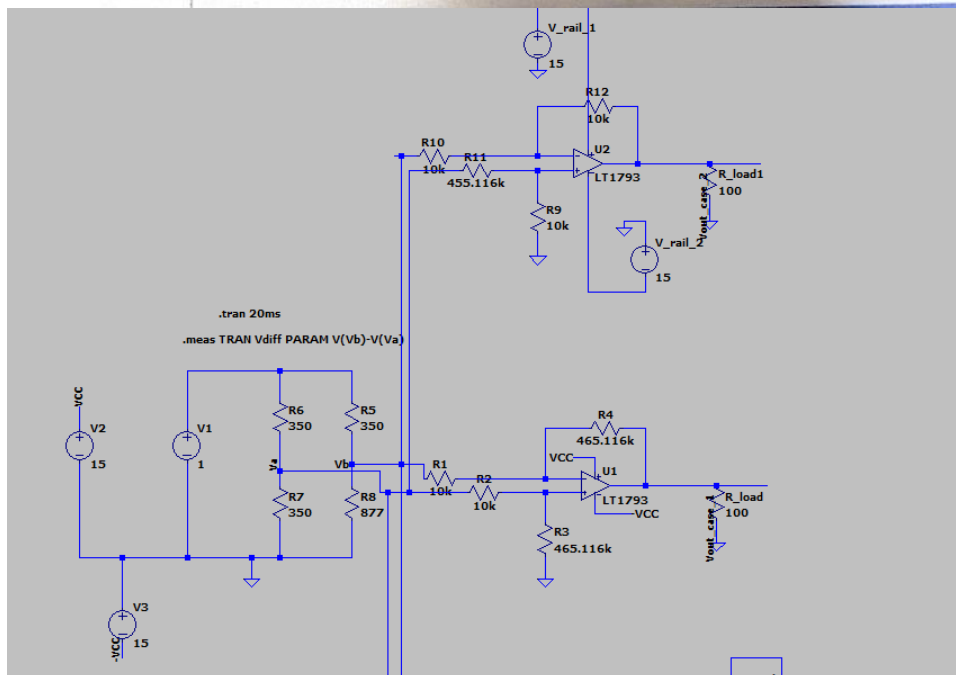 V_rail_1
15
R12
10k
R10
10k
R11
455.116k
U2
LT1793
R9
10k
R_load1
100
Vout_case_2
V_rail_2
15
.tran 20ms
.meas TRAN Vdiff PARAM V(Vb)-V(Va)
VCC
V2
15
V1
1
R6
350
R5
350
Va
Vb
R7
350
R8
877
R4
465.116k
VCC
R1
10k
R2
10k
U1
LT1793
-VCC
R3
465.116k
R_load
100
Vout_case_1
V3
15
-VCC